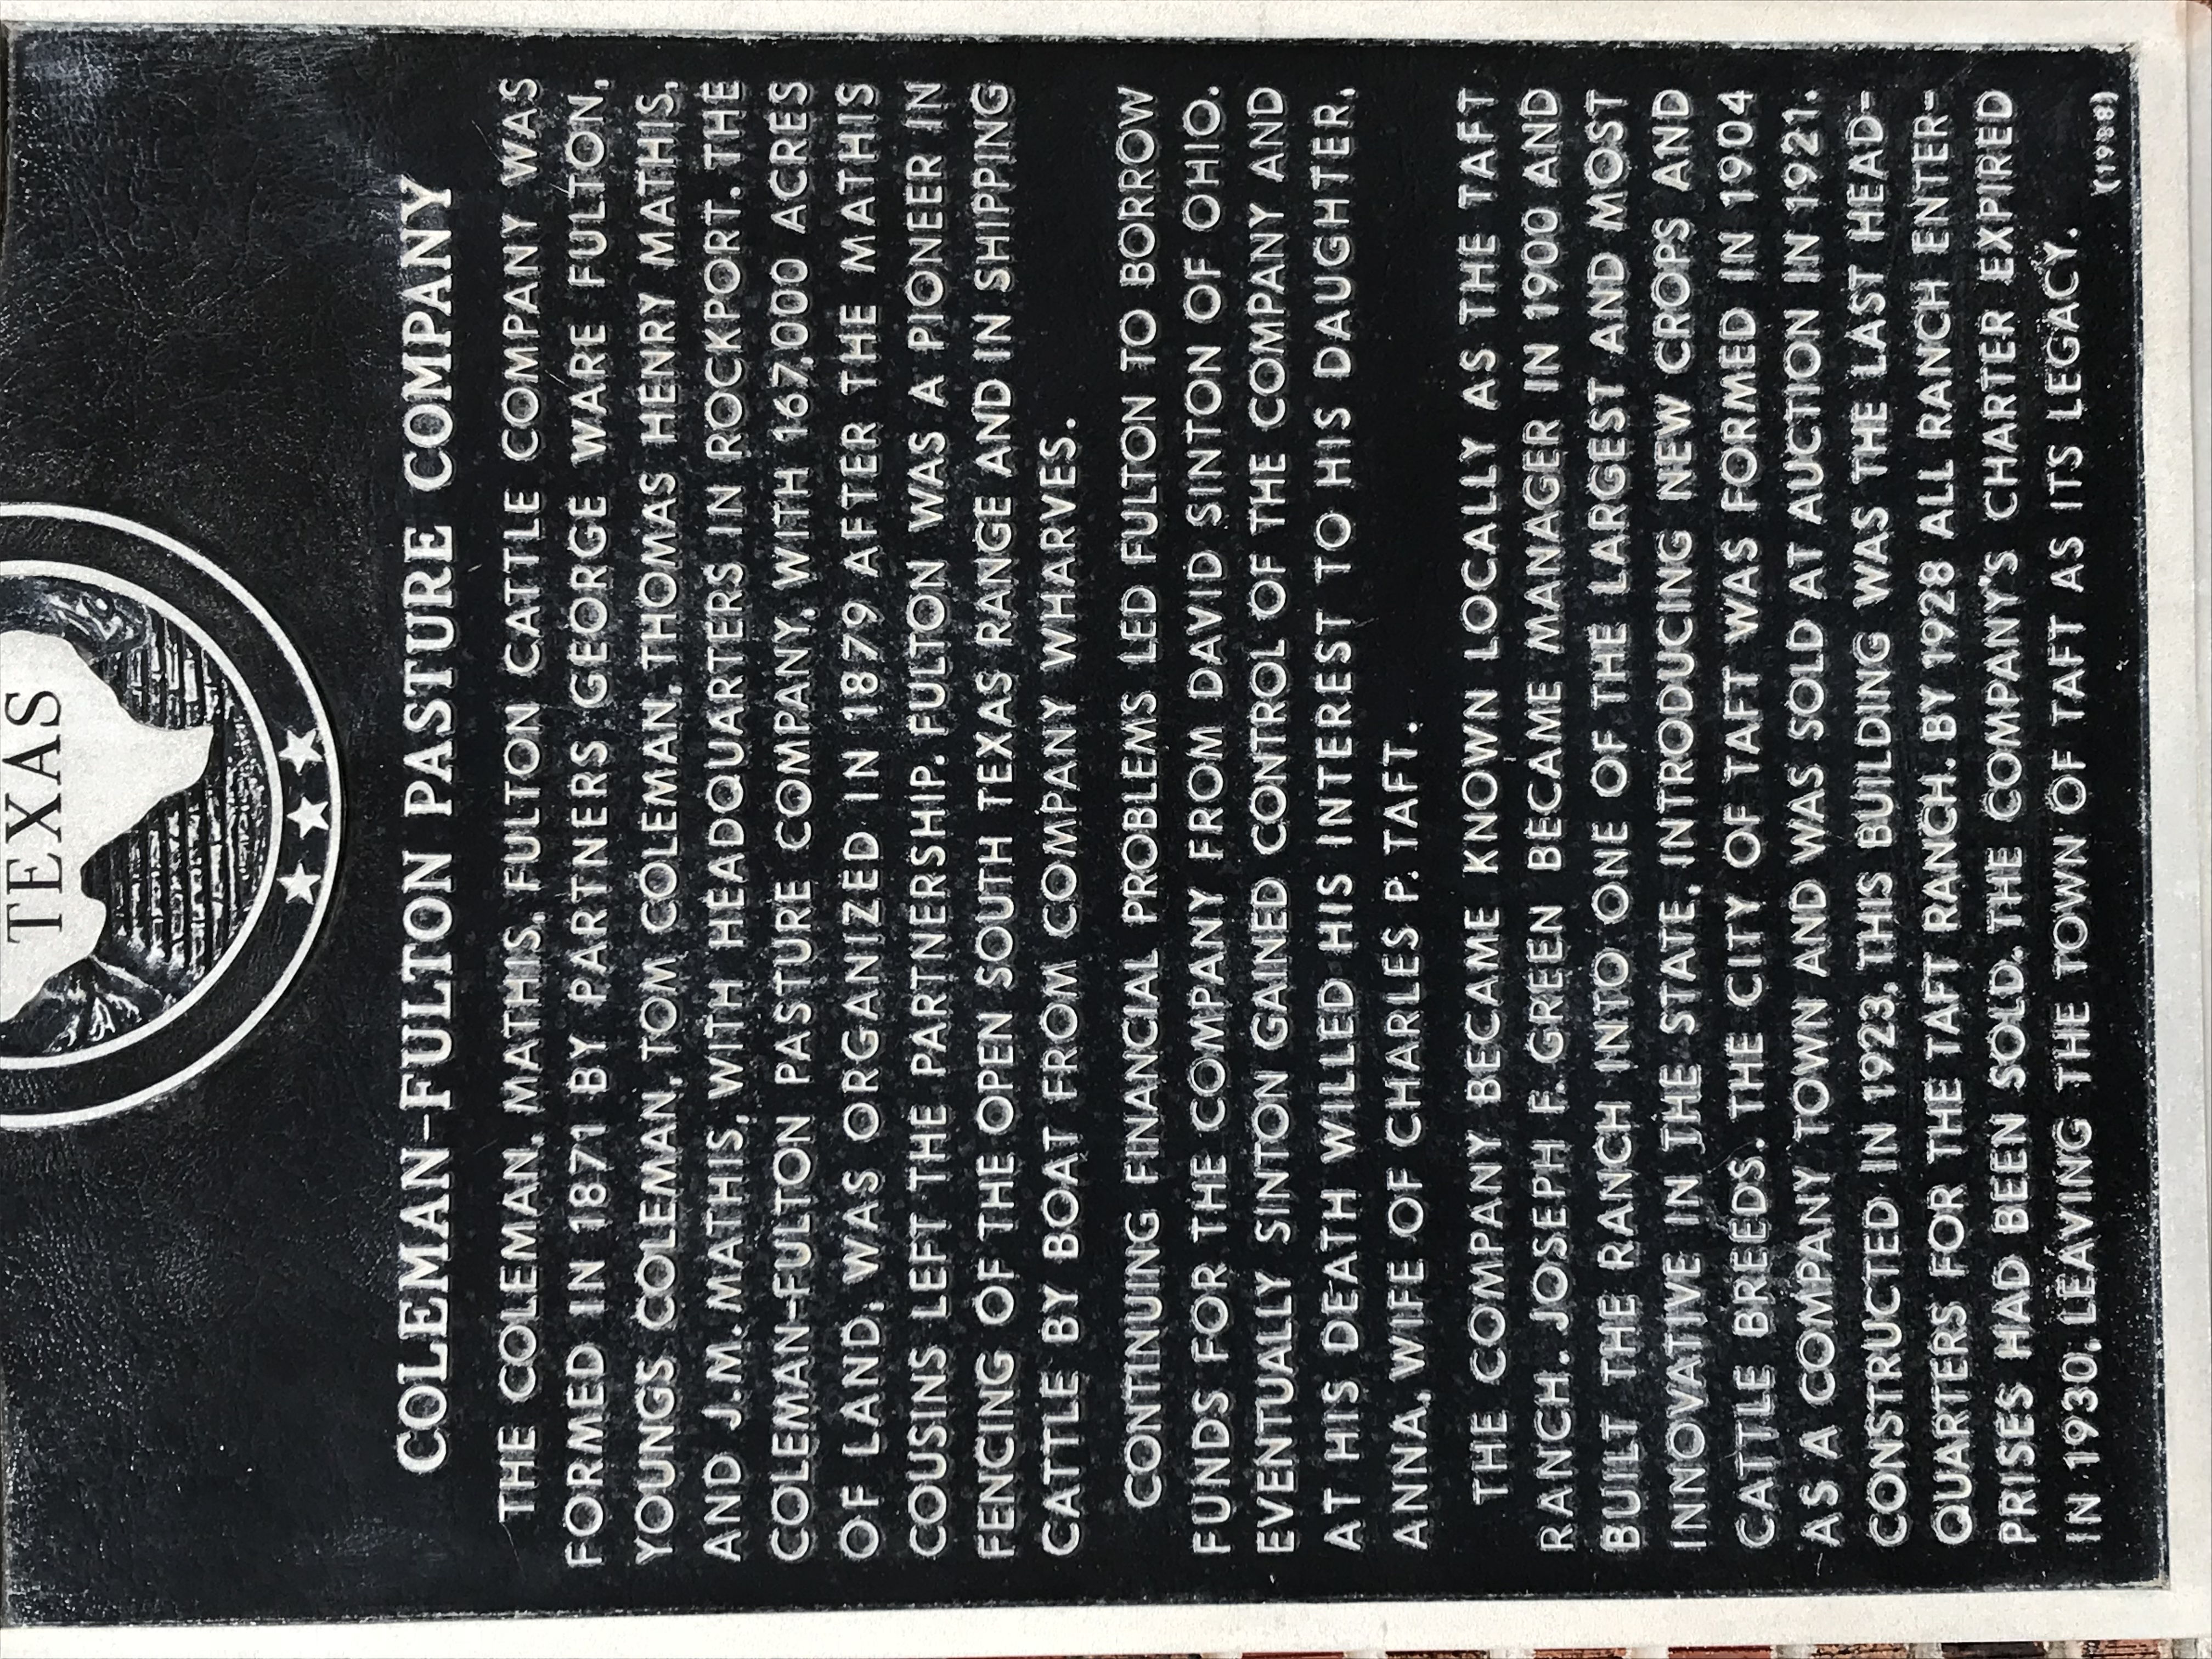 TEXAS
COLEMAN-FULTON PASTURE COMPANY
THE COLEMAN, MATHIS, FULTON CATTLE COMPANY WAS
FORMED IN 1871 BY PARTNERS GEORGE WARE FULTON,
YOUNGS COLEMAN, TOM COLEMAN, THOMAS HENRY MATHIS,
AND J.M. MATHIS, WITH HEADQUARTERS IN ROCKPORT. THE
COLEMAN-FULTON PASTURE COMPANY, WITH 167,000 ACRES
OF LAND, WAS ORGANIZED IN 1879 AFTER THE MATHIS
COUSINS LEFT THE PARTNERSHIP. FULTON WAS A PIONEER IN
FENCING OF THE OPEN SOUTH TEXAS RANGE AND IN SHIPPING
CATTLE BY BOAT FROM COMPANY WHARVES.
CONTINUING FINANCIAL PROBLEMS LED FULTON TO BORROW
FUNDS FOR THE COMPANY FROM DAVID SINTON OF OHIO.
EVENTUALLY SINTON GAINED CONTROL OF THE COMPANY AND
AT HIS DEATH WILLED HIS INTEREST TO HIS DAUGHTER,
ANNA, WIFE OF CHARLES P. TAFT.
THE COMPANY BECAME KNOWN LOCALLY AS THE TAFT
RANCH. JOSEPH F. GREEN BECAME MANAGER IN 1900 AND
BUILT THE RANCH INTO ONE OF THE LARGEST AND MOST
INNOVATIVE IN THE STATE, INTRODUCING NEW CROPS AND
CATTLE BREEDS. THE CITY OF TAFT WAS FORMED IN 1904
AS A COMPANY TOWN AND WAS SOLD AT AUCTION IN 1921.
CONSTRUCTED IN 1923, THIS BUILDING WAS THE LAST HEAD-
QUARTERS FOR THE TAFT RANCH. BY 1928 ALL RANCH ENTER-
PRISES HAD BEEN SOLD. THE COMPANY'S CHARTER EXPIRED
IN 1930, LEAVING THE TOWN OF TAFT AS ITS LEGACY.
(1988)